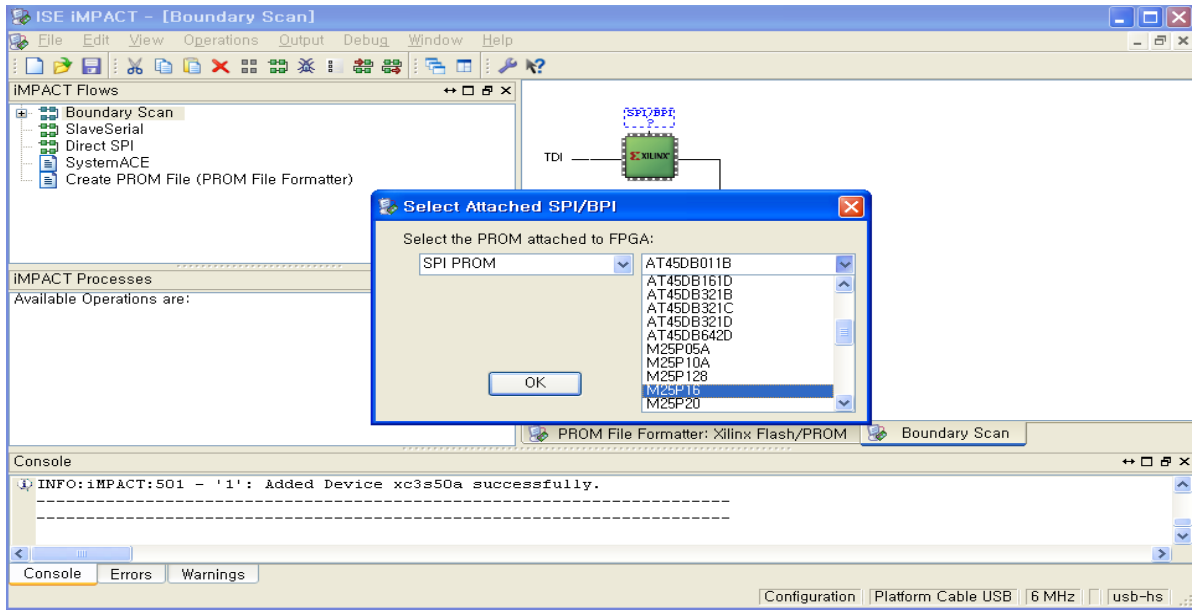 ISE iMPACT - [Boundary Scan]
File Edit View Operations Output Debug Window Help
iMPACT Flows
Boundary Scan
SlaveSerial
Direct SPI
SystemACE
Create PROM File (PROM File Formatter)
SPI/BPI
?
TDI
XILINX
Select Attached SPI/BPI
Select the PROM attached to FPGA:
SPI PROM
AT45DB011B
AT45DB161D
AT45DB321B
AT45DB321C
AT45DB321D
AT45DB642D
M25P05A
M25P10A
M25P128
M25P16
M25P20
OK
iMPACT Processes
Available Operations are:
PROM File Formatter: Xilinx Flash/PROM Boundary Scan
Console
INFO:iMPACT:501 - '1': Added Device xc3s50a successfully.
----------------------------------------------------------------------
----------------------------------------------------------------------
Console Errors Warnings
Configuration Platform Cable USB 6 MHz usb-hs